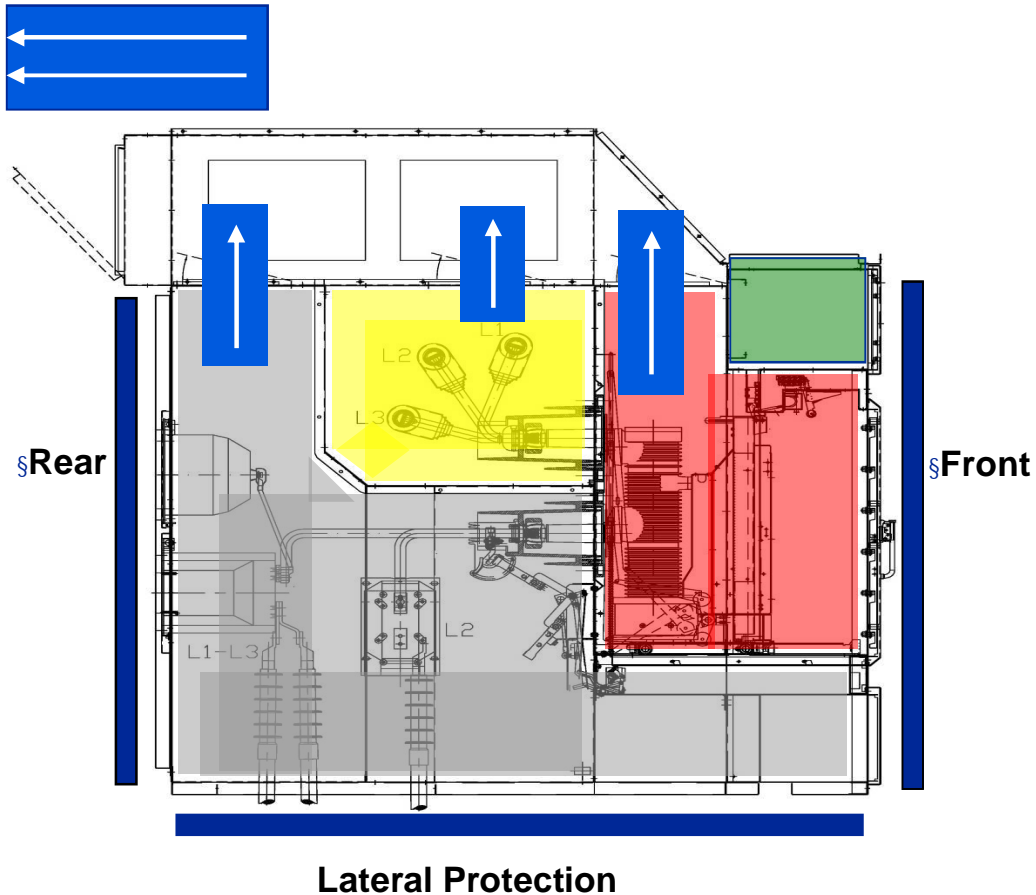 L1
L2
L3
§Rear
§Front
L2
L1-L3
Lateral Protection